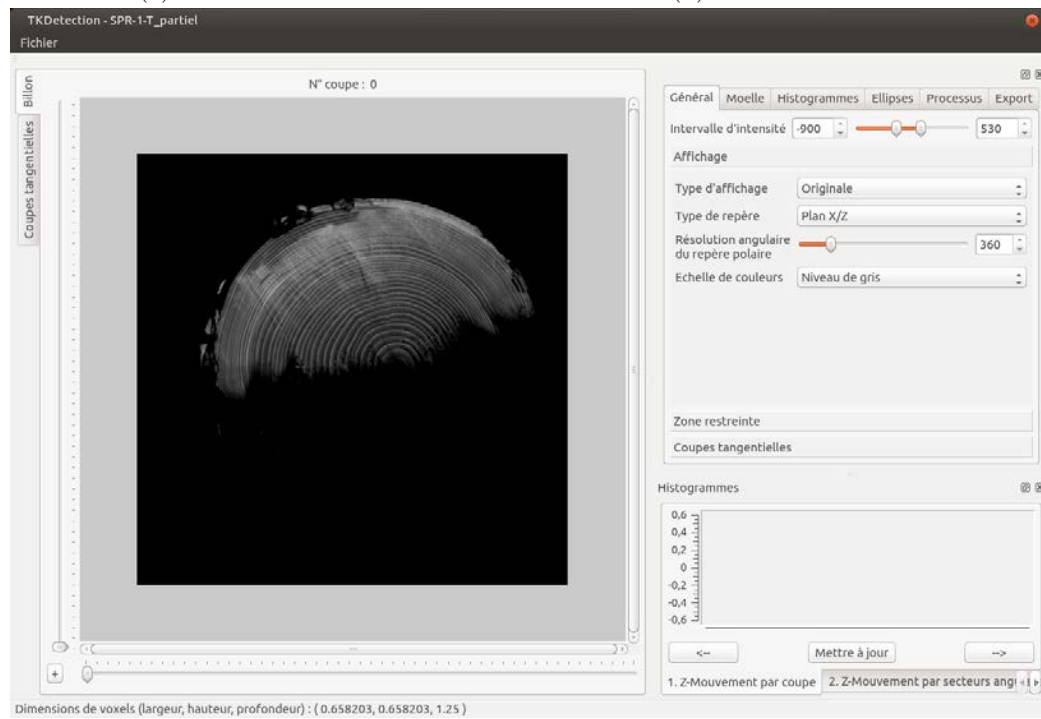 TKDetection - SPR-1-T_partiel
Fichier
Billon
Coupes tangentielles
N° coupe : 0
Général Moelle Histogrammes Ellipses Processus Export
Intervalle d'intensité -900 530
Affichage
Type d'affichage Originale
Type de repère Plan X/Z
Résolution angulaire
du repère polaire 360
Echelle de couleurs Niveau de gris
Zone restreinte
Coupes tangentielles
Histogrammes
0,6
0,4
0,2
0
-0,2
-0,4
-0,6
<-- Mettre à jour -->
1. Z-Mouvement par coupe 2. Z-Mouvement par secteurs angu
+
Dimensions de voxels (largeur, hauteur, profondeur) : ( 0.658203, 0.658203, 1.25 )